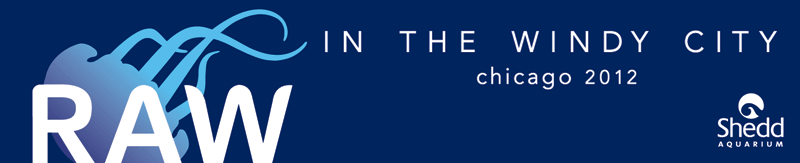 RAW
IN THE WINDY CITY
chicago 2012
Shedd
AQUARIUM